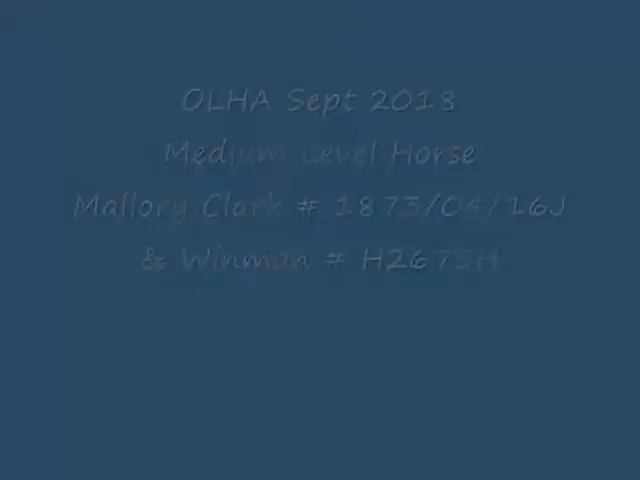 OLHA Sept 2018
Medium Level Horse
Mallory Clark # 1873/04/16J
& Winman # H2675H